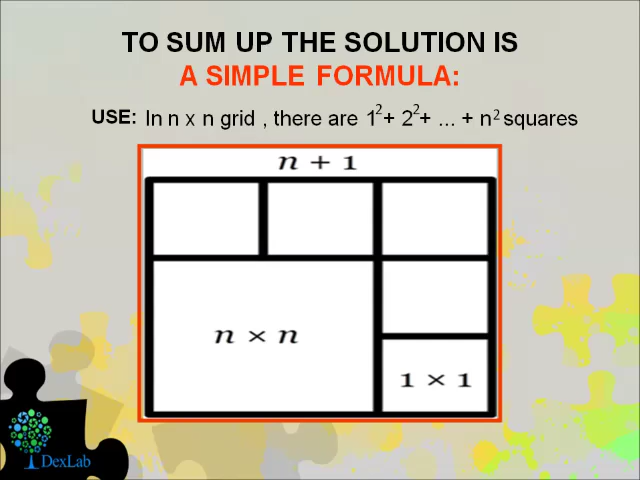 TO SUM UP THE SOLUTION IS
A SIMPLE FORMULA:
USE: In n x n grid , there are 1²+ 2²+ ... + n² squares
n + 1
n × n
1 × 1
DexLab